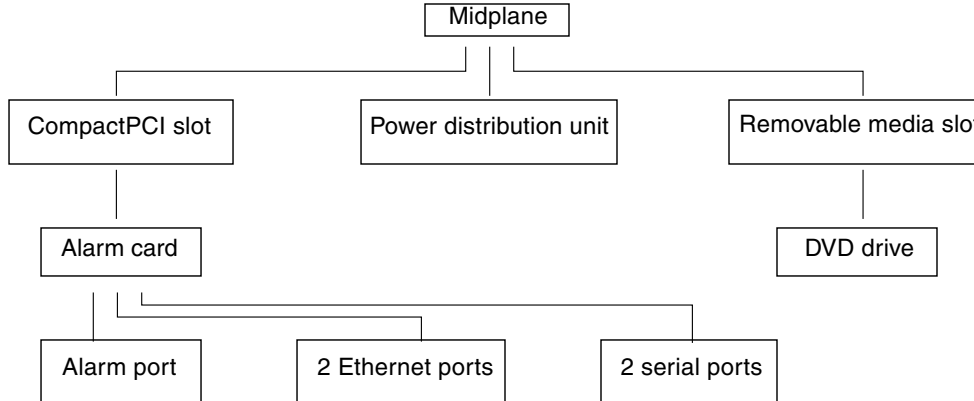 Midplane
CompactPCI slot
Power distribution unit
Removable media slot
Alarm card
DVD drive
Alarm port
2 Ethernet ports
2 serial ports